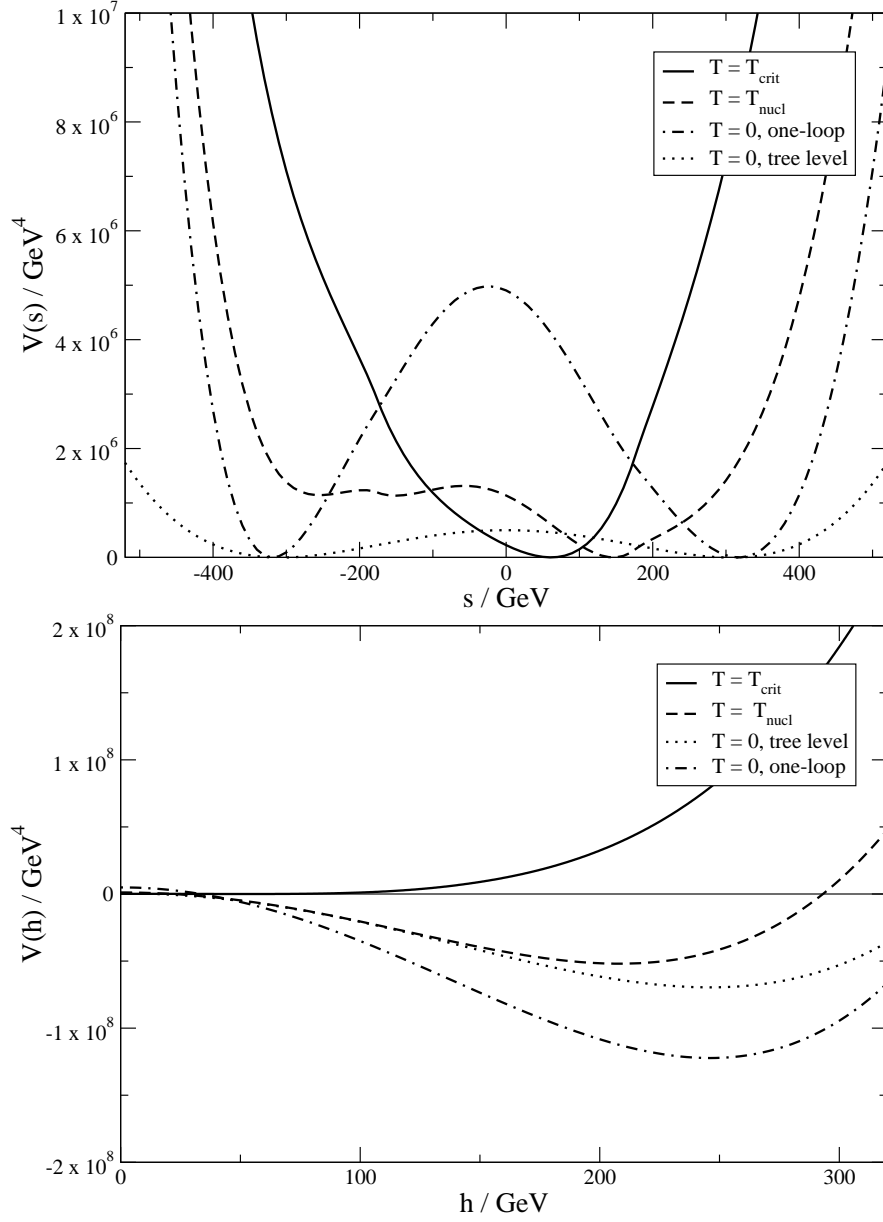 1 x 10^7
8 x 10^6
6 x 10^6
4 x 10^6
2 x 10^6
0
V(s) / GeV^4
T = T_crit
T = T_nucl
T = 0, one-loop
T = 0, tree level
-400 -200 0 200 400
s / GeV
2 x 10^8
1 x 10^8
0
-1 x 10^8
-2 x 10^8
V(h) / GeV^4
T = T_crit
T = T_nucl
T = 0, tree level
T = 0, one-loop
0 100 200 300
h / GeV